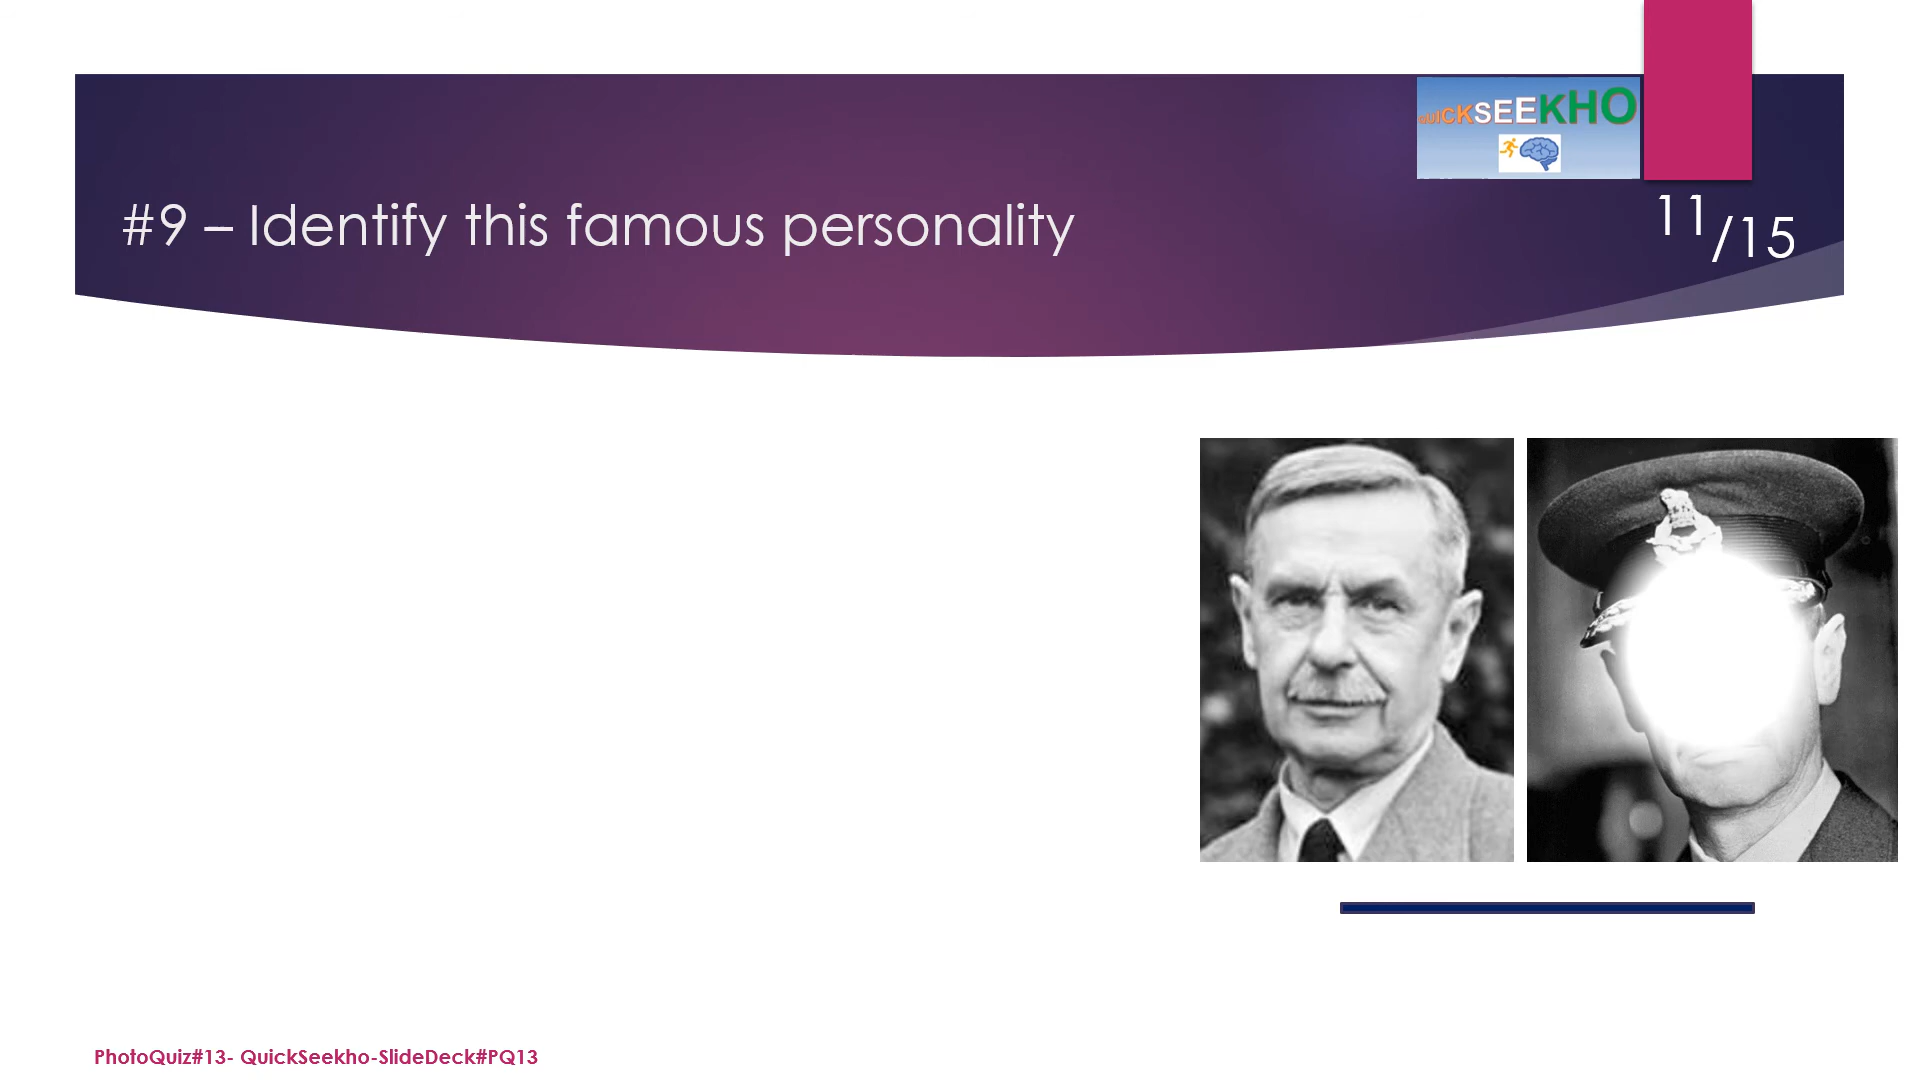 QUICKSEEKHO
#9 – Identify this famous personality
11/15
PhotoQuiz#13- QuickSeekho-SlideDeck#PQ13